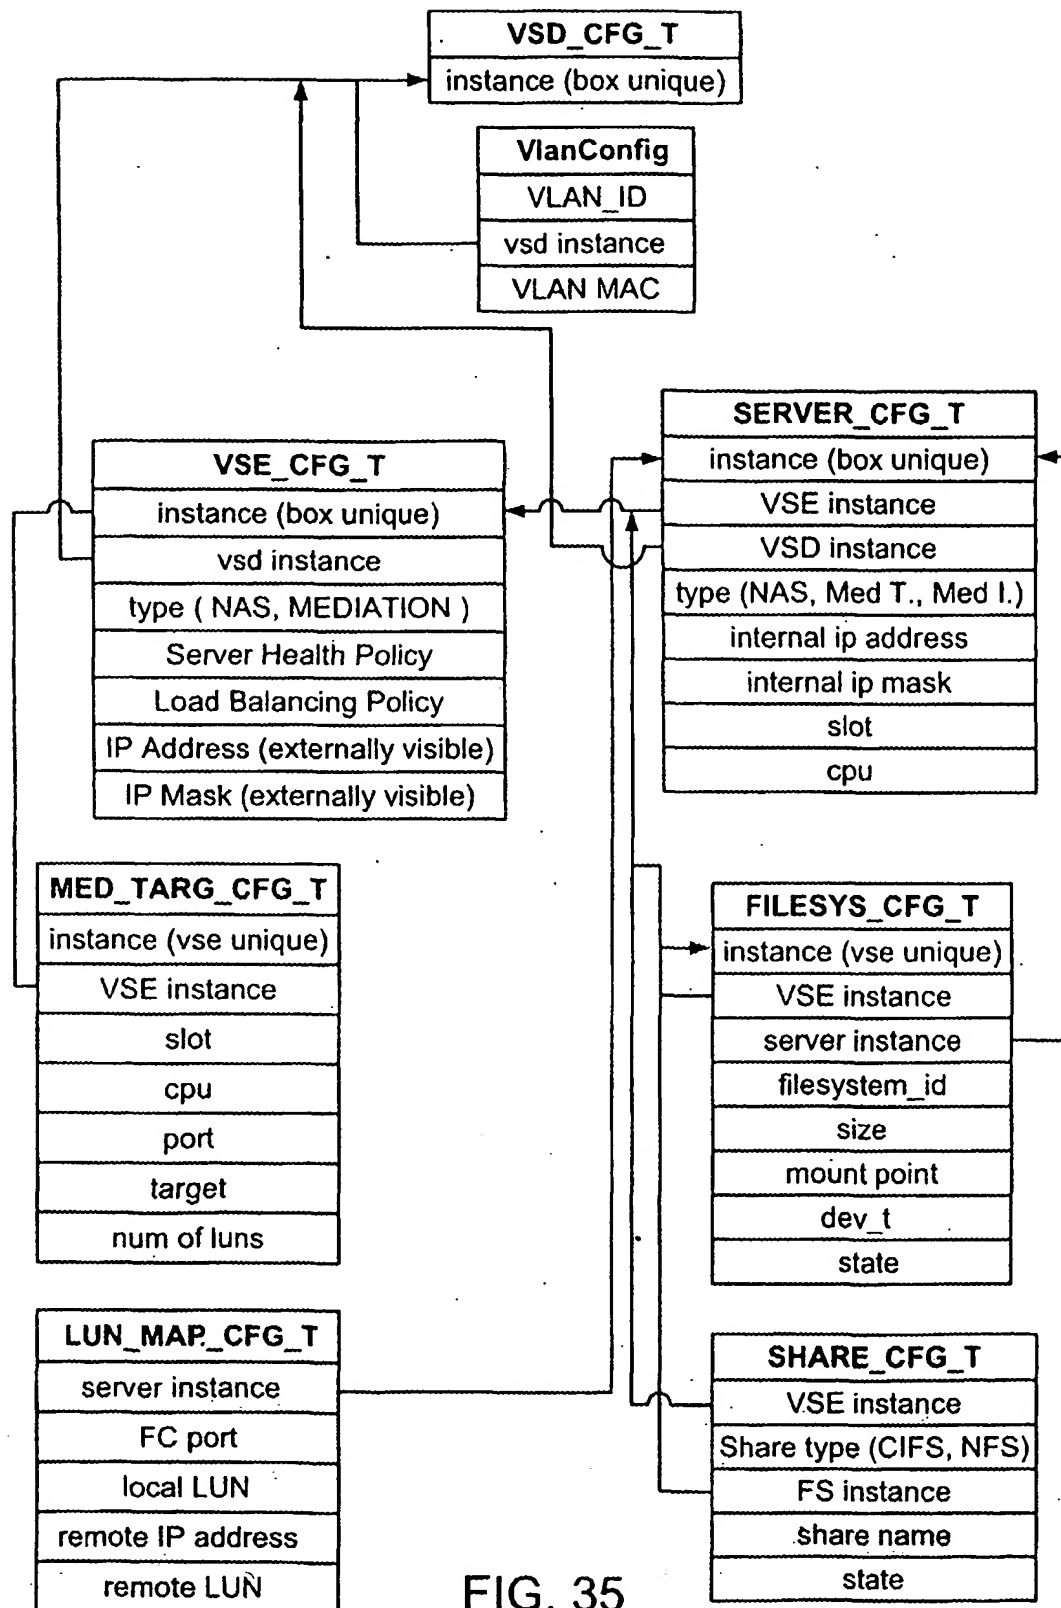 VSD_CFG_T
instance (box unique)
VlanConfig
VLAN_ID
vsd instance
VLAN MAC
SERVER_CFG_T
instance (box unique)
VSE instance
VSD instance
type (NAS, Med T., Med I.)
internal ip address
internal ip mask
slot
cpu
VSE_CFG_T
instance (box unique)
vsd instance
type ( NAS, MEDIATION )
Server Health Policy
Load Balancing Policy
IP Address (externally visible)
IP Mask (externally visible)
MED_TARG_CFG_T
instance (vse unique)
VSE instance
slot
cpu
port
target
num of luns
FILESYS_CFG_T
instance (vse unique)
VSE instance
server instance
filesystem_id
size
mount point
dev_t
state
LUN_MAP_CFG_T
server instance
FC port
local LUN
remote IP address
remote LUN
SHARE_CFG_T
VSE instance
Share type (CIFS, NFS)
FS instance
share name
state
FIG. 35